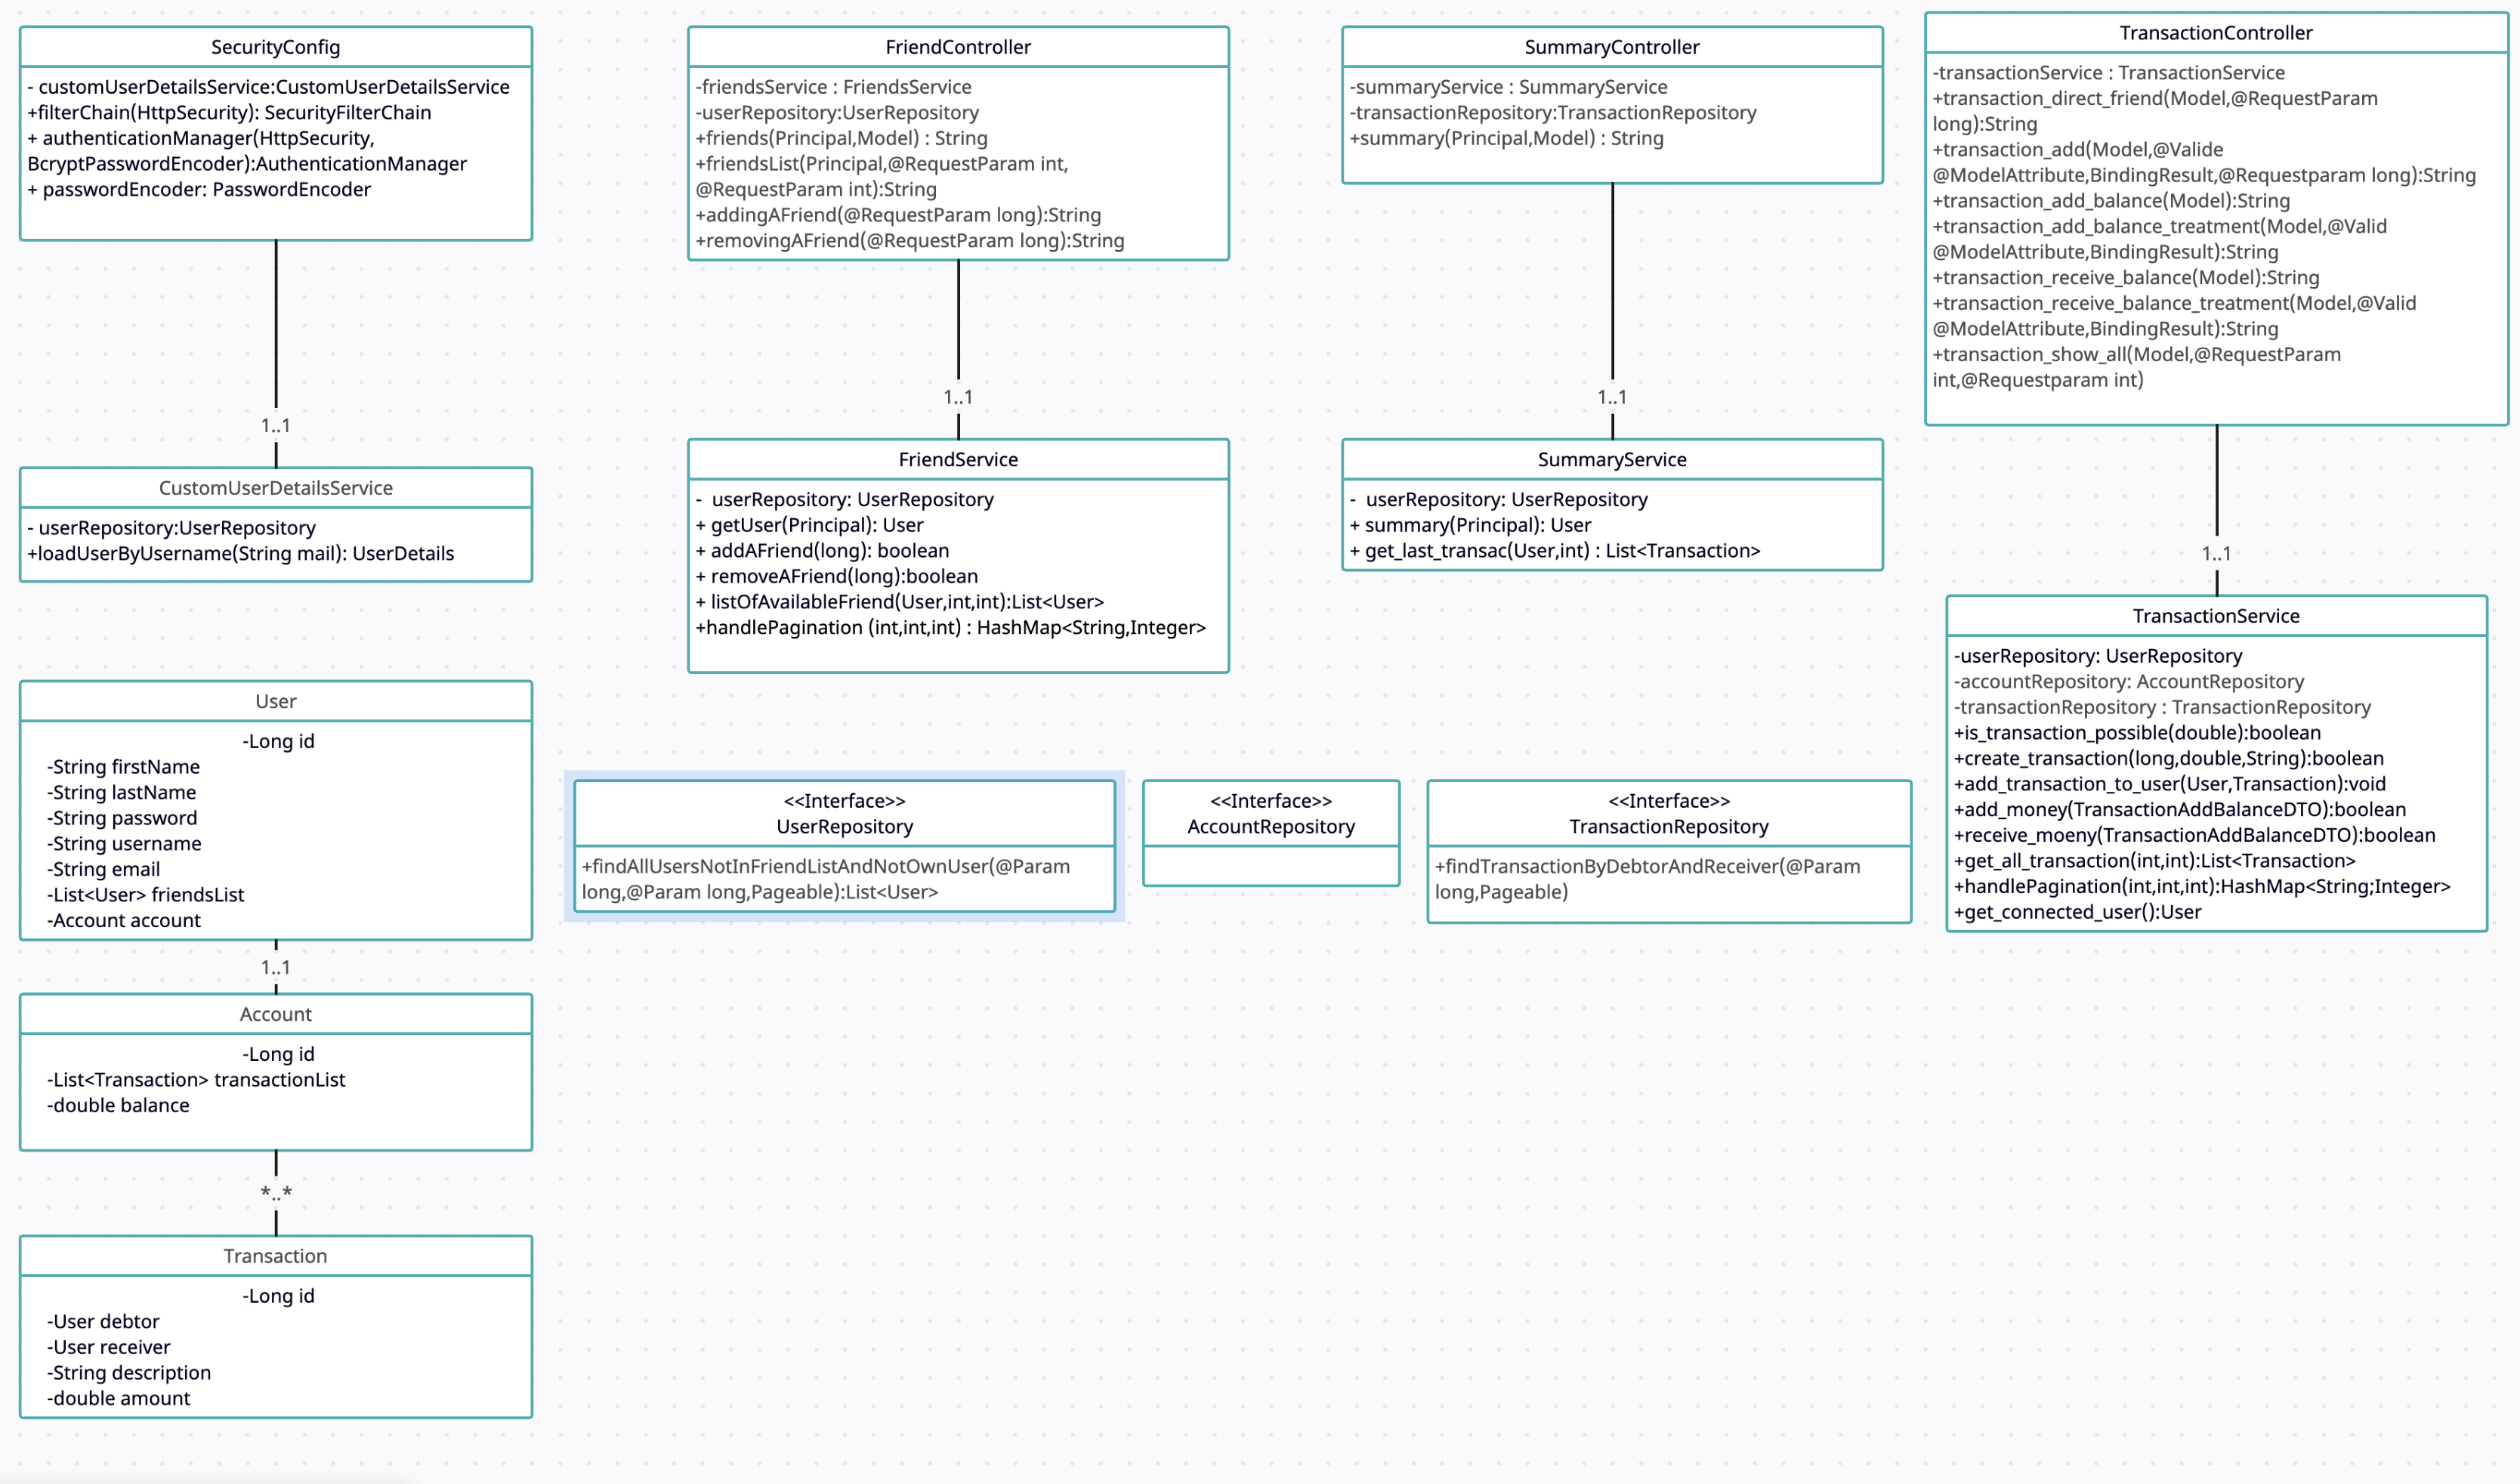 SecurityConfig
- customUserDetailsService:CustomUserDetailsService
+filterChain(HttpSecurity): SecurityFilterChain
+ authenticationManager(HttpSecurity,
BcryptPasswordEncoder):AuthenticationManager
+ passwordEncoder: PasswordEncoder
1..1
CustomUserDetailsService
- userRepository:UserRepository
+loadUserByUsername(String mail): UserDetails
FriendController
-friendsService : FriendsService
-userRepository:UserRepository
+friends(Principal,Model) : String
+friendsList(Principal,@RequestParam int,
@RequestParam int):String
+addingAFriend(@RequestParam long):String
+removingAFriend(@RequestParam long):String
1..1
FriendService
-  userRepository: UserRepository
+ getUser(Principal): User
+ addAFriend(long): boolean
+ removeAFriend(long):boolean
+ listOfAvailableFriend(User,int,int):List<User>
+handlePagination (int,int,int) : HashMap<String,Integer>
SummaryController
-summaryService : SummaryService
-transactionRepository:TransactionRepository
+summary(Principal,Model) : String
1..1
SummaryService
-  userRepository: UserRepository
+ summary(Principal): User
+ get_last_transac(User,int) : List<Transaction>
TransactionController
-transactionService : TransactionService
+transaction_direct_friend(Model,@RequestParam
long):String
+transaction_add(Model,@Valide
@ModelAttribute,BindingResult,@Requestparam long):String
+transaction_add_balance(Model):String
+transaction_add_balance_treatment(Model,@Valid
@ModelAttribute,BindingResult):String
+transaction_receive_balance(Model):String
+transaction_receive_balance_treatment(Model,@Valid
@ModelAttribute,BindingResult):String
+transaction_show_all(Model,@RequestParam
int,@Requestparam int)
1..1
TransactionService
-userRepository: UserRepository
-accountRepository: AccountRepository
-transactionRepository : TransactionRepository
+is_transaction_possible(double):boolean
+create_transaction(long,double,String):boolean
+add_transaction_to_user(User,Transaction):void
+add_money(TransactionAddBalanceDTO):boolean
+receive_moeny(TransactionAddBalanceDTO):boolean
+get_all_transaction(int,int):List<Transaction>
+handlePagination(int,int,int):HashMap<String;Integer>
+get_connected_user():User
User
-Long id
-String firstName
-String lastName
-String password
-String username
-String email
-List<User> friendsList
-Account account
1..1
Account
-Long id
-List<Transaction> transactionList
-double balance
*..*
Transaction
-Long id
-User debtor
-User receiver
-String description
-double amount
<<Interface>>
UserRepository
+findAllUsersNotInFriendListAndNotOwnUser(@Param
long,@Param long,Pageable):List<User>
<<Interface>>
AccountRepository
<<Interface>>
TransactionRepository
+findTransactionByDebtorAndReceiver(@Param
long,Pageable)